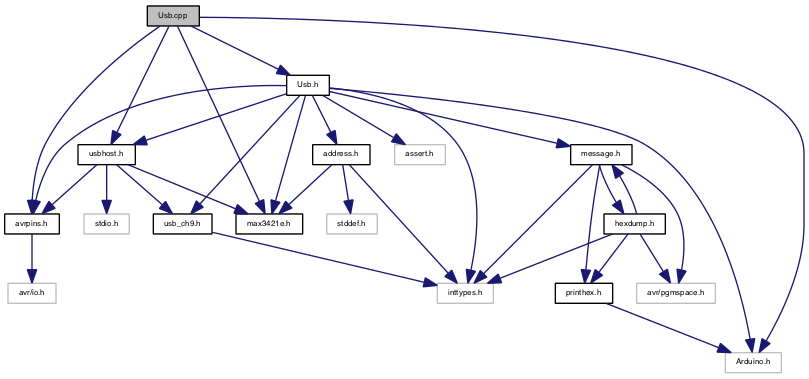 Usb.cpp
Usb.h
usbhost.h
address.h
assert.h
message.h
avrpins.h
stdio.h
usb_ch9.h
max3421e.h
stddef.h
hexdump.h
avr/io.h
inttypes.h
printhex.h
avr/pgmspace.h
Arduino.h